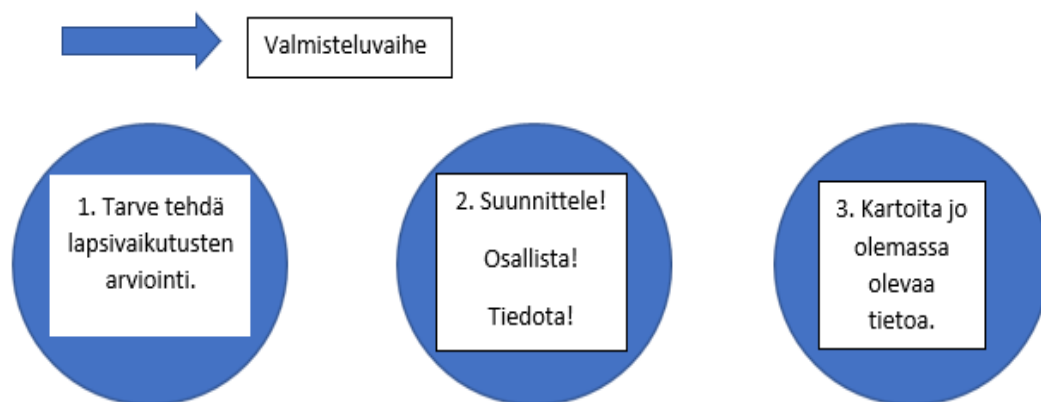 Valmisteluvaihe
1. Tarve tehdä
lapsivaikutusten
arviointi.
2. Suunnittele!
Osallista!
Tiedota!
3. Kartoita jo
olemassa
olevaa
tietoa.